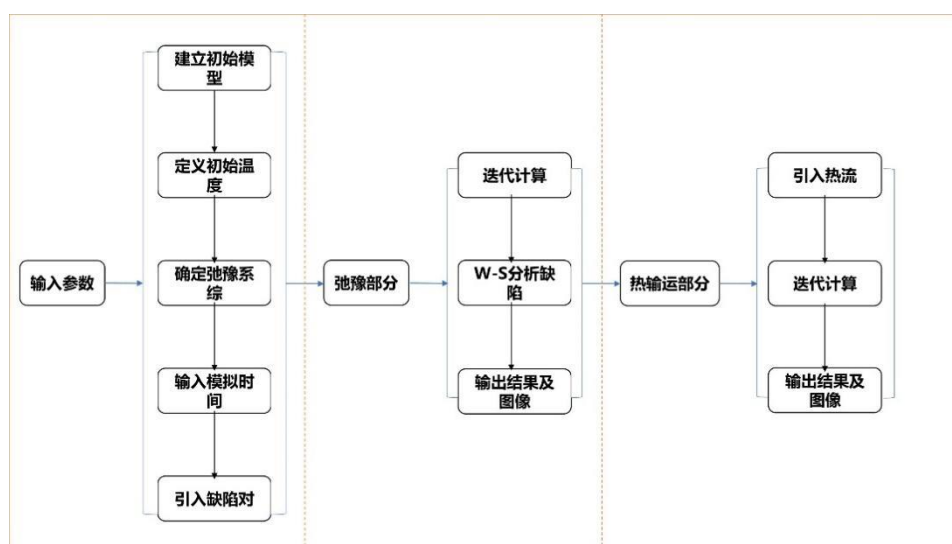 输入参数
建立初始模
型
定义初始温
度
确定弛豫系
综
输入模拟时
间
引入缺陷对
弛豫部分
迭代计算
W-S分析缺
陷
输出结果及
图像
热输运部分
引入热流
迭代计算
输出结果及
图像